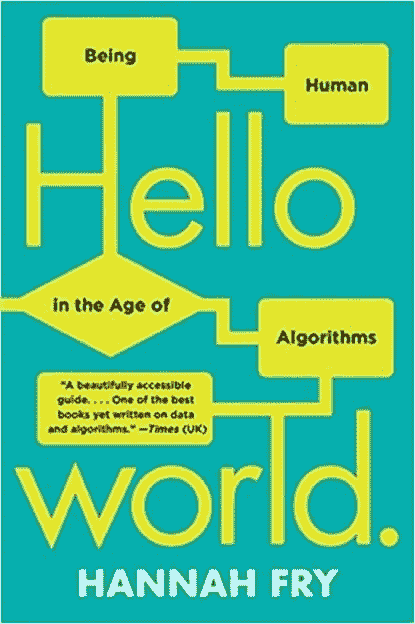 Being
Human
Hello
in the Age of
Algorithms
"A beautifully accessible
guide. . . . One of the best
books yet written on data
and algorithms." —Times (UK)
world.
HANNAH FRY